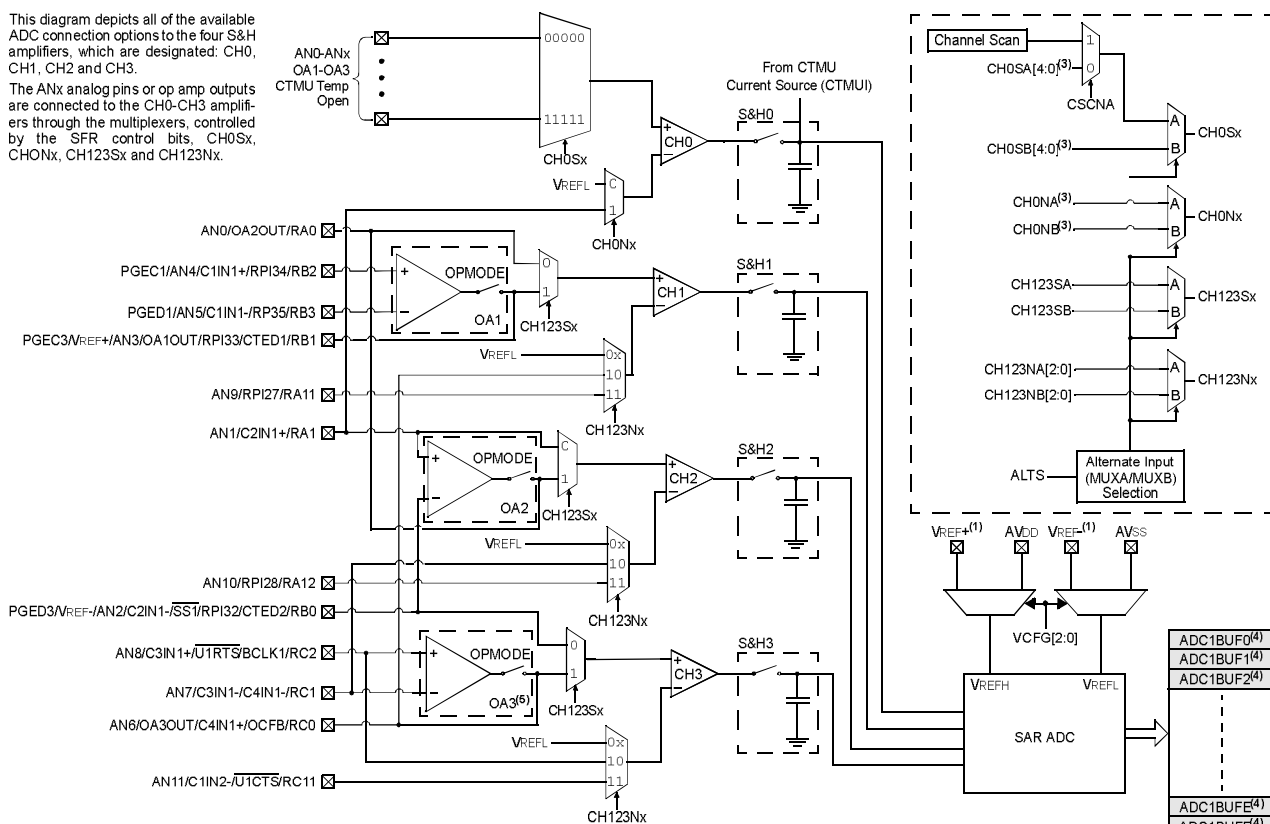 This diagram depicts all of the available
ADC connection options to the four S&H
amplifiers, which are designated: CH0,
CH1, CH2 and CH3.
The ANx analog pins or op amp outputs
are connected to the CH0-CH3 amplifi-
ers through the multiplexers, controlled
by the SFR control bits, CH0Sx,
CHONx, CH123Sx and CH123Nx.
AN0-ANx
OA1-OA3
CTMU Temp
Open
00000
11111
CH0Sx
VREFL
C
1
CH0Nx
+
–
CH0
From CTMU
Current Source (CTMUI)
S&H0
AN0/OA2OUT/RA0
PGEC1/AN4/C1IN1+/RPI34/RB2
PGED1/AN5/C1IN1-/RP35/RB3
PGEC3/VREF+/AN3/OA1OUT/RPI33/CTED1/RB1
+
–
OPMODE
OA1
0
1
CH123Sx
+
–
CH1
S&H1
VREFL
0x
10
11
CH123Nx
AN9/RPI27/RA11
AN1/C2IN1+/RA1
+
–
OPMODE
OA2
C
1
CH123Sx
+
–
CH2
S&H2
VREFL
0x
10
11
CH123Nx
AN10/RPI28/RA12
PGED3/VREF-/AN2/C2IN1-/SS1/RPI32/CTED2/RB0
AN8/C3IN1+/U1RTS/BCLK1/RC2
AN7/C3IN1-/C4IN1-/RC1
AN6/OA3OUT/C4IN1+/OCFB/RC0
+
–
OPMODE
OA3(5)
0
1
CH123Sx
+
–
CH3
S&H3
VREFL
0x
10
11
CH123Nx
AN11/C1IN2-/U1CTS/RC11
Channel Scan
1
CH0SA[4:0](3)
0
CSCNA
A
CH0SB[4:0](3)
B
CH0Sx
CH0NA(3)
A
CH0NB(3)
B
CH0Nx
CH123SA
A
CH123SB
B
CH123Sx
CH123NA[2:0]
A
CH123NB[2:0]
B
CH123Nx
ALTS
Alternate Input
(MUXA/MUXB)
Selection
VREF+(1)
AVDD
VREF-(1)
AVSS
VCFG[2:0]
VREFH
VREFL
SAR ADC
ADC1BUF0(4)
ADC1BUF1(4)
ADC1BUF2(4)
ADC1BUFE(4)